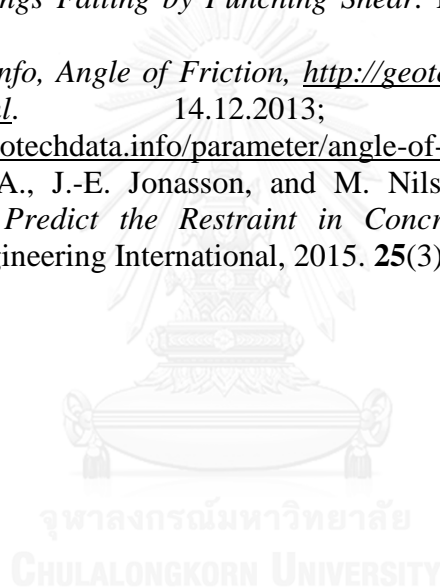 ngs Failing by Punching Shear.
nfo, Angle of Friction, http://geote
l. 14.12.2013;
otechdata.info/parameter/angle-of-
A., J.-E. Jonasson, and M. Nils
Predict the Restraint in Concr
gineering International, 2015. 25(3)
จุฬาลงกรณ์มหาวิทยาลัย
CHULALONGKORN UNIVERSITY